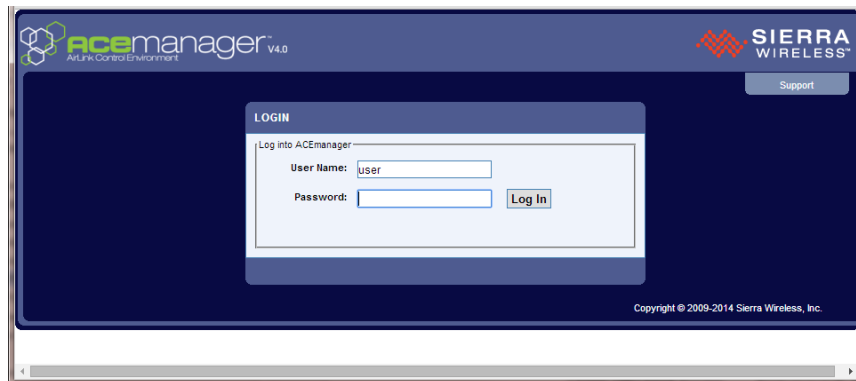 acemanager™ V4.0
AirLink Control Environment
SIERRA
WIRELESS™
Support
LOGIN
Log into ACEmanager
User Name: user
Password: Log In
Copyright © 2009-2014 Sierra Wireless, Inc.